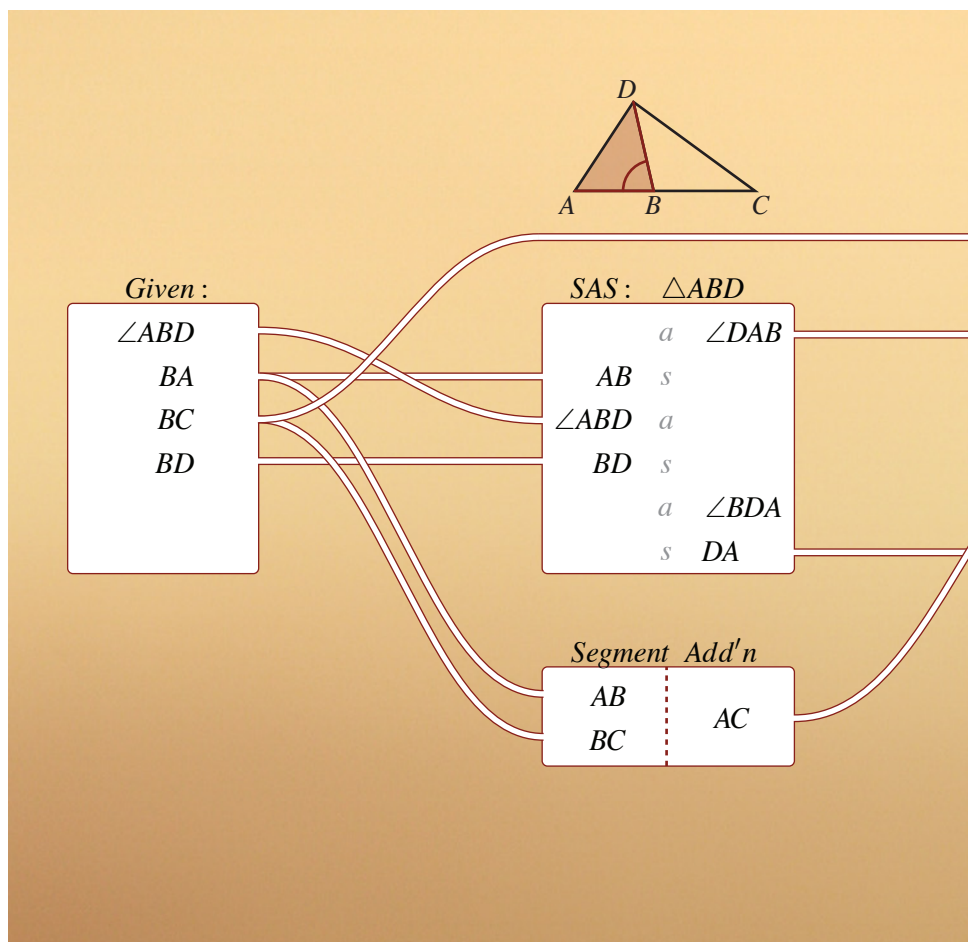 D
A B C
Given:
∠ABD
BA
BC
BD
SAS: △ABD
a ∠DAB
AB s
∠ABD a
BD s
a ∠BDA
s DA
Segment Add'n
AB
BC
AC